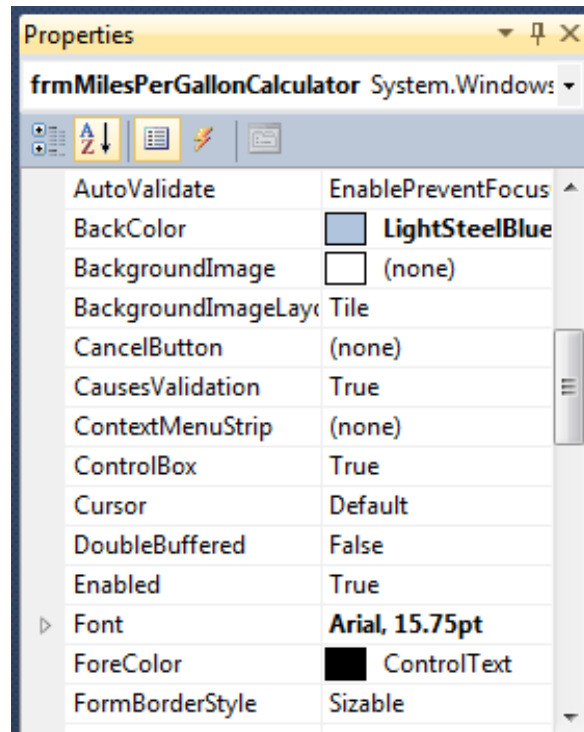 Properties
frmMilesPerGallonCalculator System.Windows
AutoValidate EnablePreventFocus
BackColor LightSteelBlue
BackgroundImage (none)
BackgroundImageLay Tile
CancelButton (none)
CausesValidation True
ContextMenuStrip (none)
ControlBox True
Cursor Default
DoubleBuffered False
Enabled True
Font Arial, 15.75pt
ForeColor ControlText
FormBorderStyle Sizable